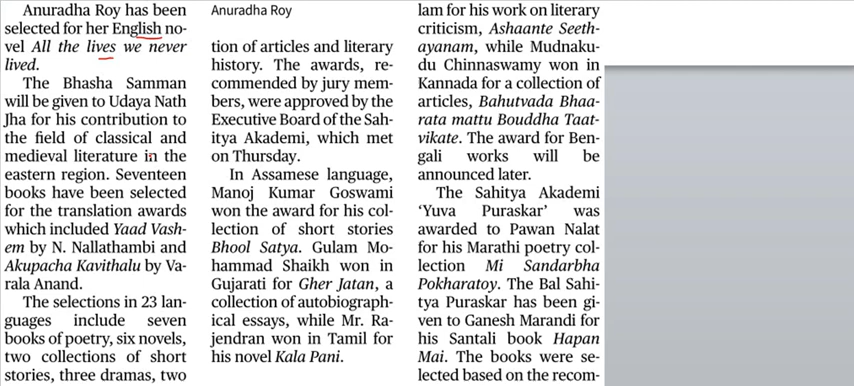 Anuradha Roy has been
selected for her English no-
vel All the lives we never
lived.
The Bhasha Samman
will be given to Udaya Nath
Jha for his contribution to
the field of classical and
medieval literature in the
eastern region. Seventeen
books have been selected
for the translation awards
which included Yaad Vash-
em by N. Nallathambi and
Akupacha Kavithalu by Va-
rala Anand.
The selections in 23 lan-
guages include seven
books of poetry, six novels,
two collections of short
stories, three dramas, two
Anuradha Roy
tion of articles and literary
history. The awards, re-
commended by jury mem-
bers, were approved by the
Executive Board of the Sah-
itya Akademi, which met
on Thursday.
In Assamese language,
Manoj Kumar Goswami
won the award for his col-
lection of short stories
Bhool Satya. Gulam Mo-
hammad Shaikh won in
Gujarati for Gher Jatan, a
collection of autobiograph-
ical essays, while Mr. Ra-
jendran won in Tamil for
his novel Kala Pani.
lam for his work on literary
criticism, Ashaante Seeth-
ayanam, while Mudnaku-
du Chinnaswamy won in
Kannada for a collection of
articles, Bahutvada Bhaa-
rata mattu Bouddha Taat-
vikate. The award for Ben-
gali works will be
announced later.
The Sahitya Akademi
‘Yuva Puraskar’ was
awarded to Pawan Nalat
for his Marathi poetry col-
lection Mi Sandarbha
Pokharatoy. The Bal Sahi-
tya Puraskar has been gi-
ven to Ganesh Marandi for
his Santali book Hapan
Mai. The books were se-
lected based on the recom-